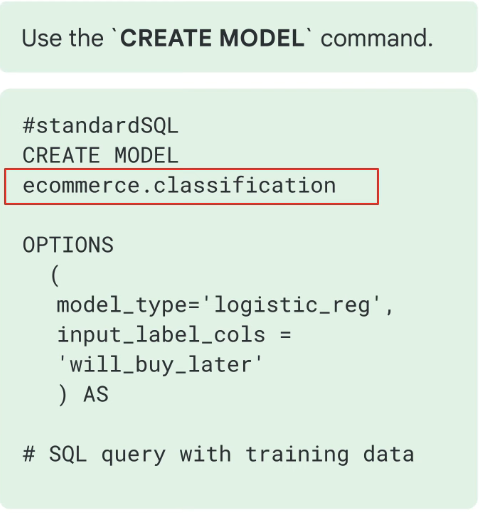 Use the `CREATE MODEL` command.
#standardSQL
CREATE MODEL
ecommerce.classification
OPTIONS
(
model_type='logistic_reg',
input_label_cols =
'will_buy_later'
) AS
# SQL query with training data